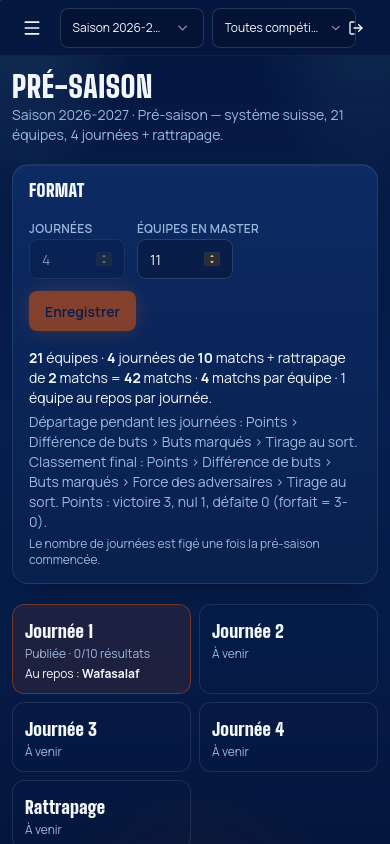 Saison 2026-2...
Toutes compéti...
PRÉ-SAISON
Saison 2026-2027 · Pré-saison — système suisse, 21
équipes, 4 journées + rattrapage.
FORMAT
JOURNÉES
ÉQUIPES EN MASTER
4
11
Enregistrer
21 équipes · 4 journées de 10 matchs + rattrapage
de 2 matchs = 42 matchs · 4 matchs par équipe · 1
équipe au repos par journée.
Départage pendant les journées : Points >
Différence de buts > Buts marqués > Tirage au sort.
Classement final : Points > Différence de buts >
Buts marqués > Force des adversaires > Tirage au
sort. Points : victoire 3, nul 1, défaite 0 (forfait = 3-
0).
Le nombre de journées est figé une fois la pré-saison
commencée.
Journée 1
Publiée · 0/10 résultats
Au repos : Wafasalaf
Journée 2
À venir
Journée 3
À venir
Journée 4
À venir
Rattrapage
À venir